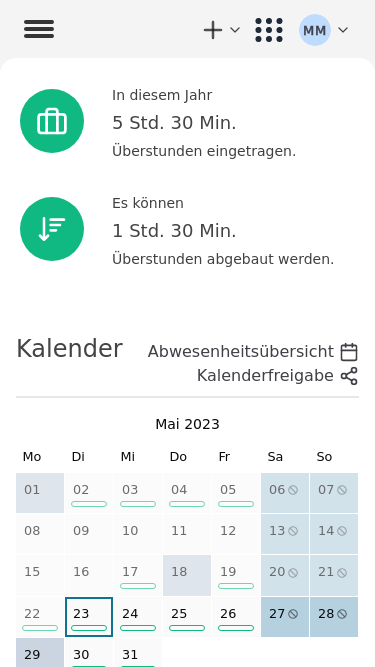 MM
In diesem Jahr
5 Std. 30 Min.
Überstunden eingetragen.
Es können
1 Std. 30 Min.
Überstunden abgebaut werden.
Kalender
Abwesenheitsübersicht
Kalenderfreigabe
Mai 2023
Mo Di Mi Do Fr Sa So
01 02 03 04 05 06 07
08 09 10 11 12 13 14
15 16 17 18 19 20 21
22 23 24 25 26 27 28
29 30 31